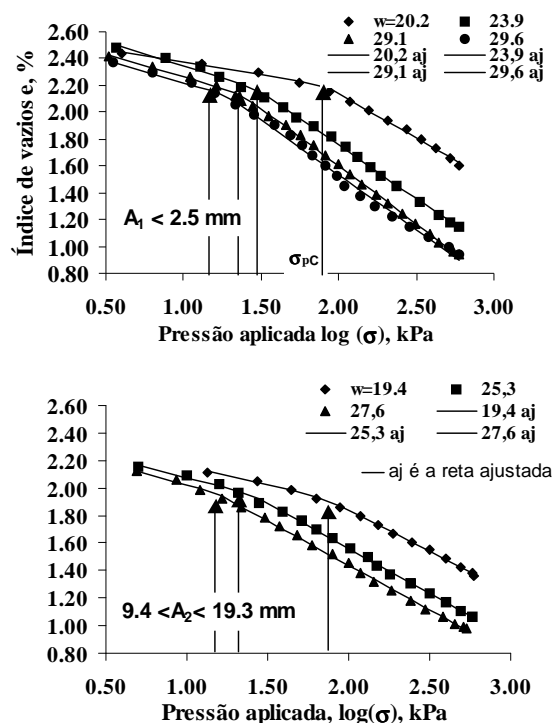 2.60
2.40
2.20
2.00
1.80
1.60
1.40
1.20
1.00
0.80
Índice de vazios e, %
w=20.2 23.9
29.1 29.6
20,2 aj 23,9 aj
29,1 aj 29,6 aj
A1 < 2.5 mm
σpC
0.50 1.00 1.50 2.00 2.50 3.00
Pressão aplicada log (σ), kPa
w=19.4 25,3
27,6 19,4 aj
25,3 aj 27,6 aj
aj é a reta ajustada
2.60
2.40
2.20
2.00
1.80
1.60
1.40
1.20
1.00
0.80
9.4 <A2< 19.3 mm
0.50 1.00 1.50 2.00 2.50 3.00
Pressão aplicada, log(σ), kPa